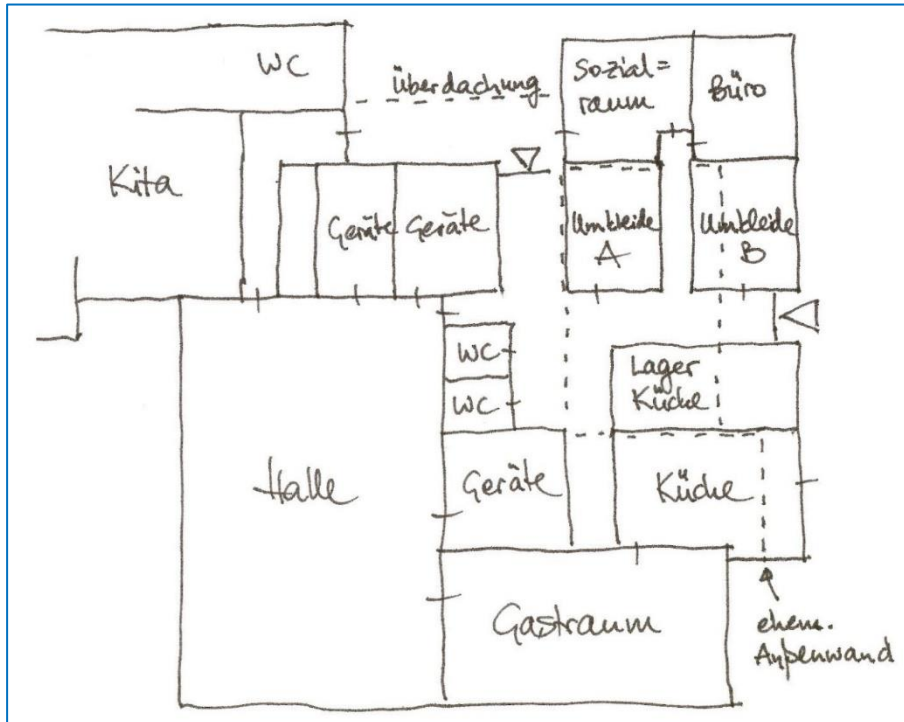 WC
Überdachung
Sozial=
raum
Büro
Kita
Geräte
Geräte
Umkleide
A
Umkleide
B
WC
WC
Lager
Küche
Halle
Geräte
Küche
Gastraum
ehem.
Außenwand